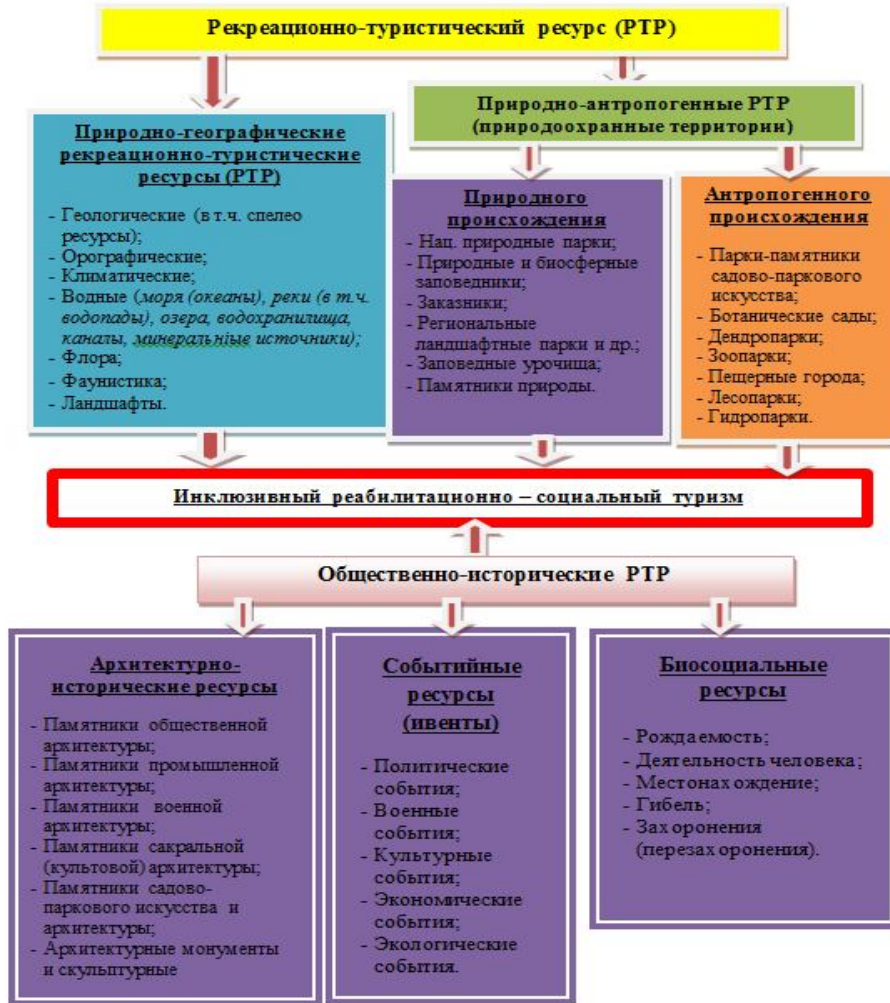 Рекреационно-туристический ресурс (РТР)
Природно-географические
рекреационно-туристические
ресурсы (РТР)
- Геологические (в т.ч. спелео
ресурсы);
- Орографические;
- Климатические;
- Водные (моря (океаны), реки (в т.ч.
водопады), озера, водохранилища,
каналы, минеральніые источники);
- Флора;
- Фаунистика;
- Ландшафты.
Природно-антропогенные РТР
(природоохранные территории)
Природного
происхождения
- Нац. природные парки;
- Природные и биосферные
заповедники;
- Заказники;
- Региональные
ландшафтные парки и др.;
- Заповедные урочища;
- Памятники природы.
Антропогенного
происхождения
- Парки-памятники
садово-паркового
искусства;
- Ботанические сады;
- Дендропарки;
- Зоопарки;
- Пещерные города;
- Лесопарки;
- Гидропарки.
Инклюзивный реабилитационно – социальный туризм
Общественно-исторические РТР
Архитектурно-
исторические ресурсы
- Памятники общественной
архитектуры;
- Памятники промышленной
архитектуры;
- Памятники военной
архитектуры;
- Памятники сакральной
(культовой) архитектуры;
- Памятники садово-
паркового искусства и
архитектуры;
- Архитектурные монументы
и скульптурные
Событийные
ресурсы
(ивенты)
- Политические
события;
- Военные
события;
- Культурные
события;
- Экономические
события;
- Экологические
события.
Биосоциальные
ресурсы
- Рождаемость;
- Деятельность человека;
- Местонахождение;
- Гибель;
- Захоронения
(перезахоронения).